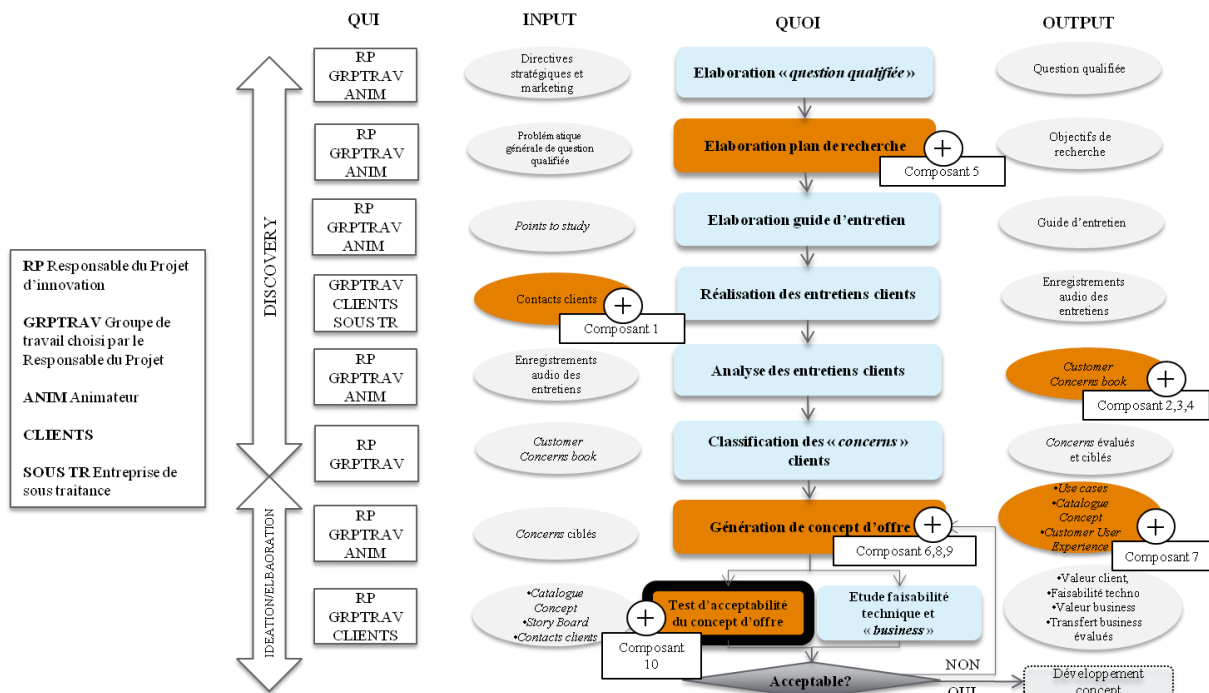 QUI
INPUT
QUOI
OUTPUT
RP
GRPTRAV
ANIM
Directives
stratégiques et
marketing
Elaboration « question qualifiée »
Question qualifiée
RP
GRPTRAV
ANIM
Problématique
générale de question
qualifiée
Elaboration plan de recherche
Composant 5
Objectifs de
recherche
RP
GRPTRAV
ANIM
Points to study
Elaboration guide d'entretien
Guide d'entretien
DISCOVERY
RP Responsable du Projet
d'innovation
GRPTRAV Groupe de
travail choisi par le
Responsable du Projet
ANIM Animateur
CLIENTS
SOUS TR Entreprise de
sous traitance
GRPTRAV
CLIENTS
SOUS TR
Contacts clients
Composant 1
Réalisation des entretiens clients
Enregistrements
audio des
entretiens
RP
GRPTRAV
ANIM
Enregistrements
audio des
entretiens
Analyse des entretiens clients
Customer
Concerns book
Composant 2,3,4
RP
GRPTRAV
Customer
Concerns book
Classification des « concerns »
clients
Concerns évalués
et ciblés
IDEATION/ELBAORATION
RP
GRPTRAV
ANIM
Concerns ciblés
Génération de concept d'offre
Composant 6,8,9
•Use cases
•Catalogue
Concept
•Customer User
Experience
Composant 7
RP
GRPTRAV
CLIENTS
•Catalogue
Concept
•Story Board
•Contacts clients
Test d'acceptabilité
du concept d'offre
Composant
10
Etude faisabilité
technique et
« business »
•Valeur client,
•Faisabilité techno
•Valeur business
•Transfert business
évalués
Acceptable?
NON
OUI
Développement
concept